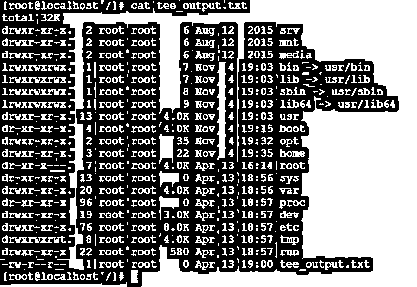 [root@localhost /]# cat tee_output.txt
total 32K
drwxr-xr-x. 2 root root 6 Aug 12 2015 srv
drwxr-xr-x. 2 root root 6 Aug 12 2015 mnt
drwxr-xr-x. 2 root root 6 Aug 12 2015 media
lrwxrwxrwx. 1 root root 7 Nov 4 19:03 bin -> usr/bin
lrwxrwxrwx. 1 root root 7 Nov 4 19:03 lib -> usr/lib
lrwxrwxrwx. 1 root root 8 Nov 4 19:03 sbin -> usr/sbin
lrwxrwxrwx. 1 root root 9 Nov 4 19:03 lib64 -> usr/lib64
drwxr-xr-x. 13 root root 4.0K Nov 4 19:03 usr
dr-xr-xr-x. 4 root root 4.0K Nov 4 19:15 boot
drwxr-xr-x. 2 root root 35 Nov 4 19:32 opt
drwxr-xr-x. 3 root root 22 Nov 4 19:35 home
dr-xr-x---. 7 root root 4.0K Apr 13 16:14 root
dr-xr-xr-x 13 root root 0 Apr 13 18:56 sys
drwxr-xr-x. 20 root root 4.0K Apr 13 18:56 var
dr-xr-xr-x 96 root root 0 Apr 13 18:57 proc
drwxr-xr-x 19 root root 3.0K Apr 13 18:57 dev
drwxr-xr-x. 76 root root 8.0K Apr 13 18:57 etc
drwxrwxrwt. 8 root root 4.0K Apr 13 18:57 tmp
drwxr-xr-x 22 root root 580 Apr 13 18:57 run
-rw-r--r-- 1 root root 0 Apr 13 19:00 tee_output.txt
[root@localhost /]#